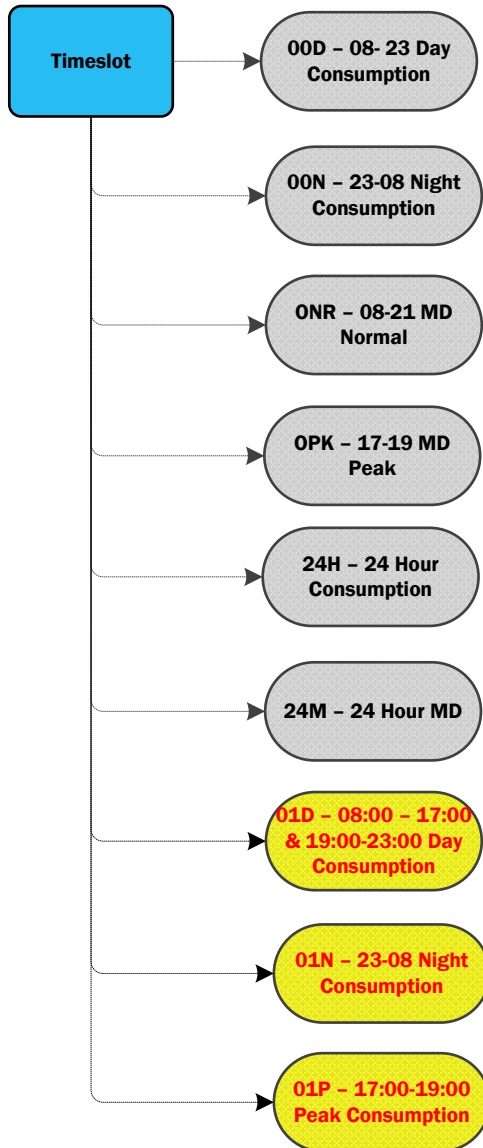 Timeslot
00D – 08- 23 Day
Consumption
00N – 23-08 Night
Consumption
0NR – 08-21 MD
Normal
0PK – 17-19 MD
Peak
24H – 24 Hour
Consumption
24M – 24 Hour MD
01D – 08:00 – 17:00
& 19:00-23:00 Day
Consumption
01N – 23-08 Night
Consumption
01P – 17:00-19:00
Peak Consumption